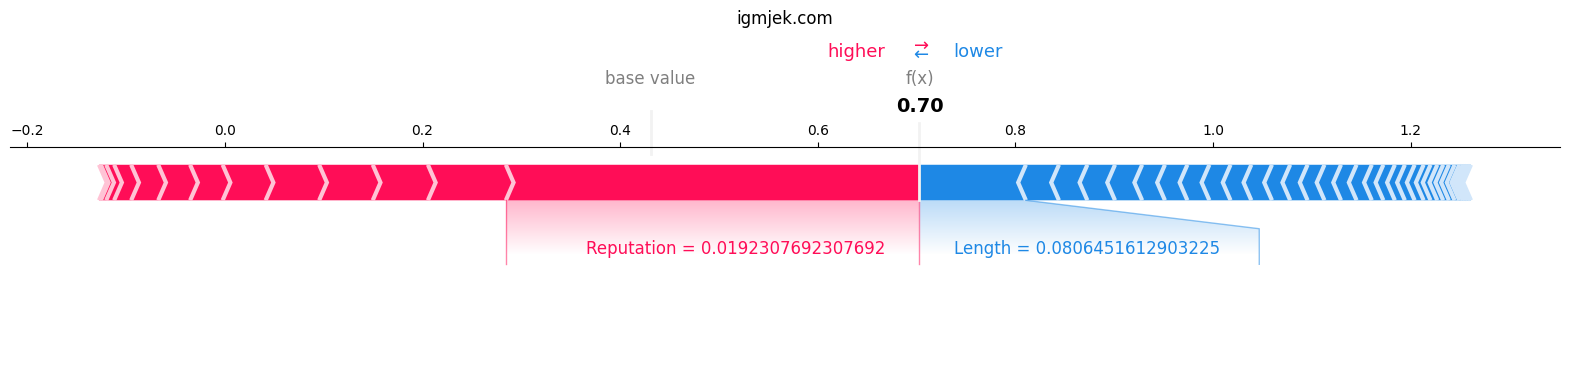 igmjek.com
higher ⇄ lower
base value f(x)
0.70
−0.2 0.0 0.2 0.4 0.6 0.8 1.0 1.2
Reputation = 0.0192307692307692 Length = 0.0806451612903225